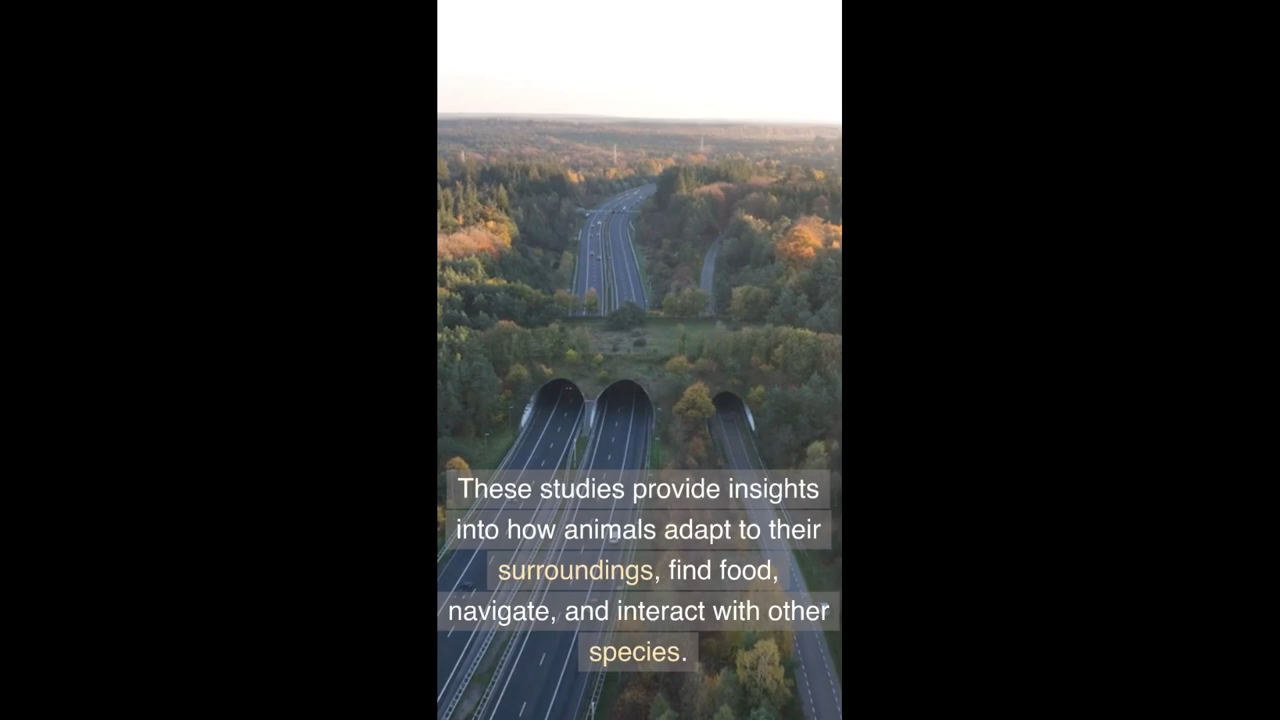 These studies provide insights
into how animals adapt to their
surroundings, find food,
navigate, and interact with other
species.